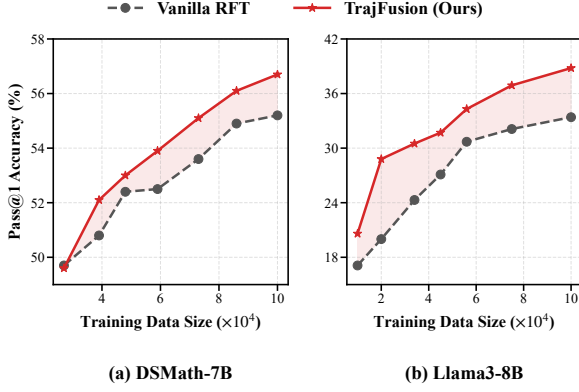 Vanilla RFT TrajFusion (Ours)
Pass@1 Accuracy (%)
58
56
54
52
50
4 6 8 10
Training Data Size (×10⁴)
(a) DSMath-7B
42
36
30
24
18
2 4 6 8 10
Training Data Size (×10⁴)
(b) Llama3-8B